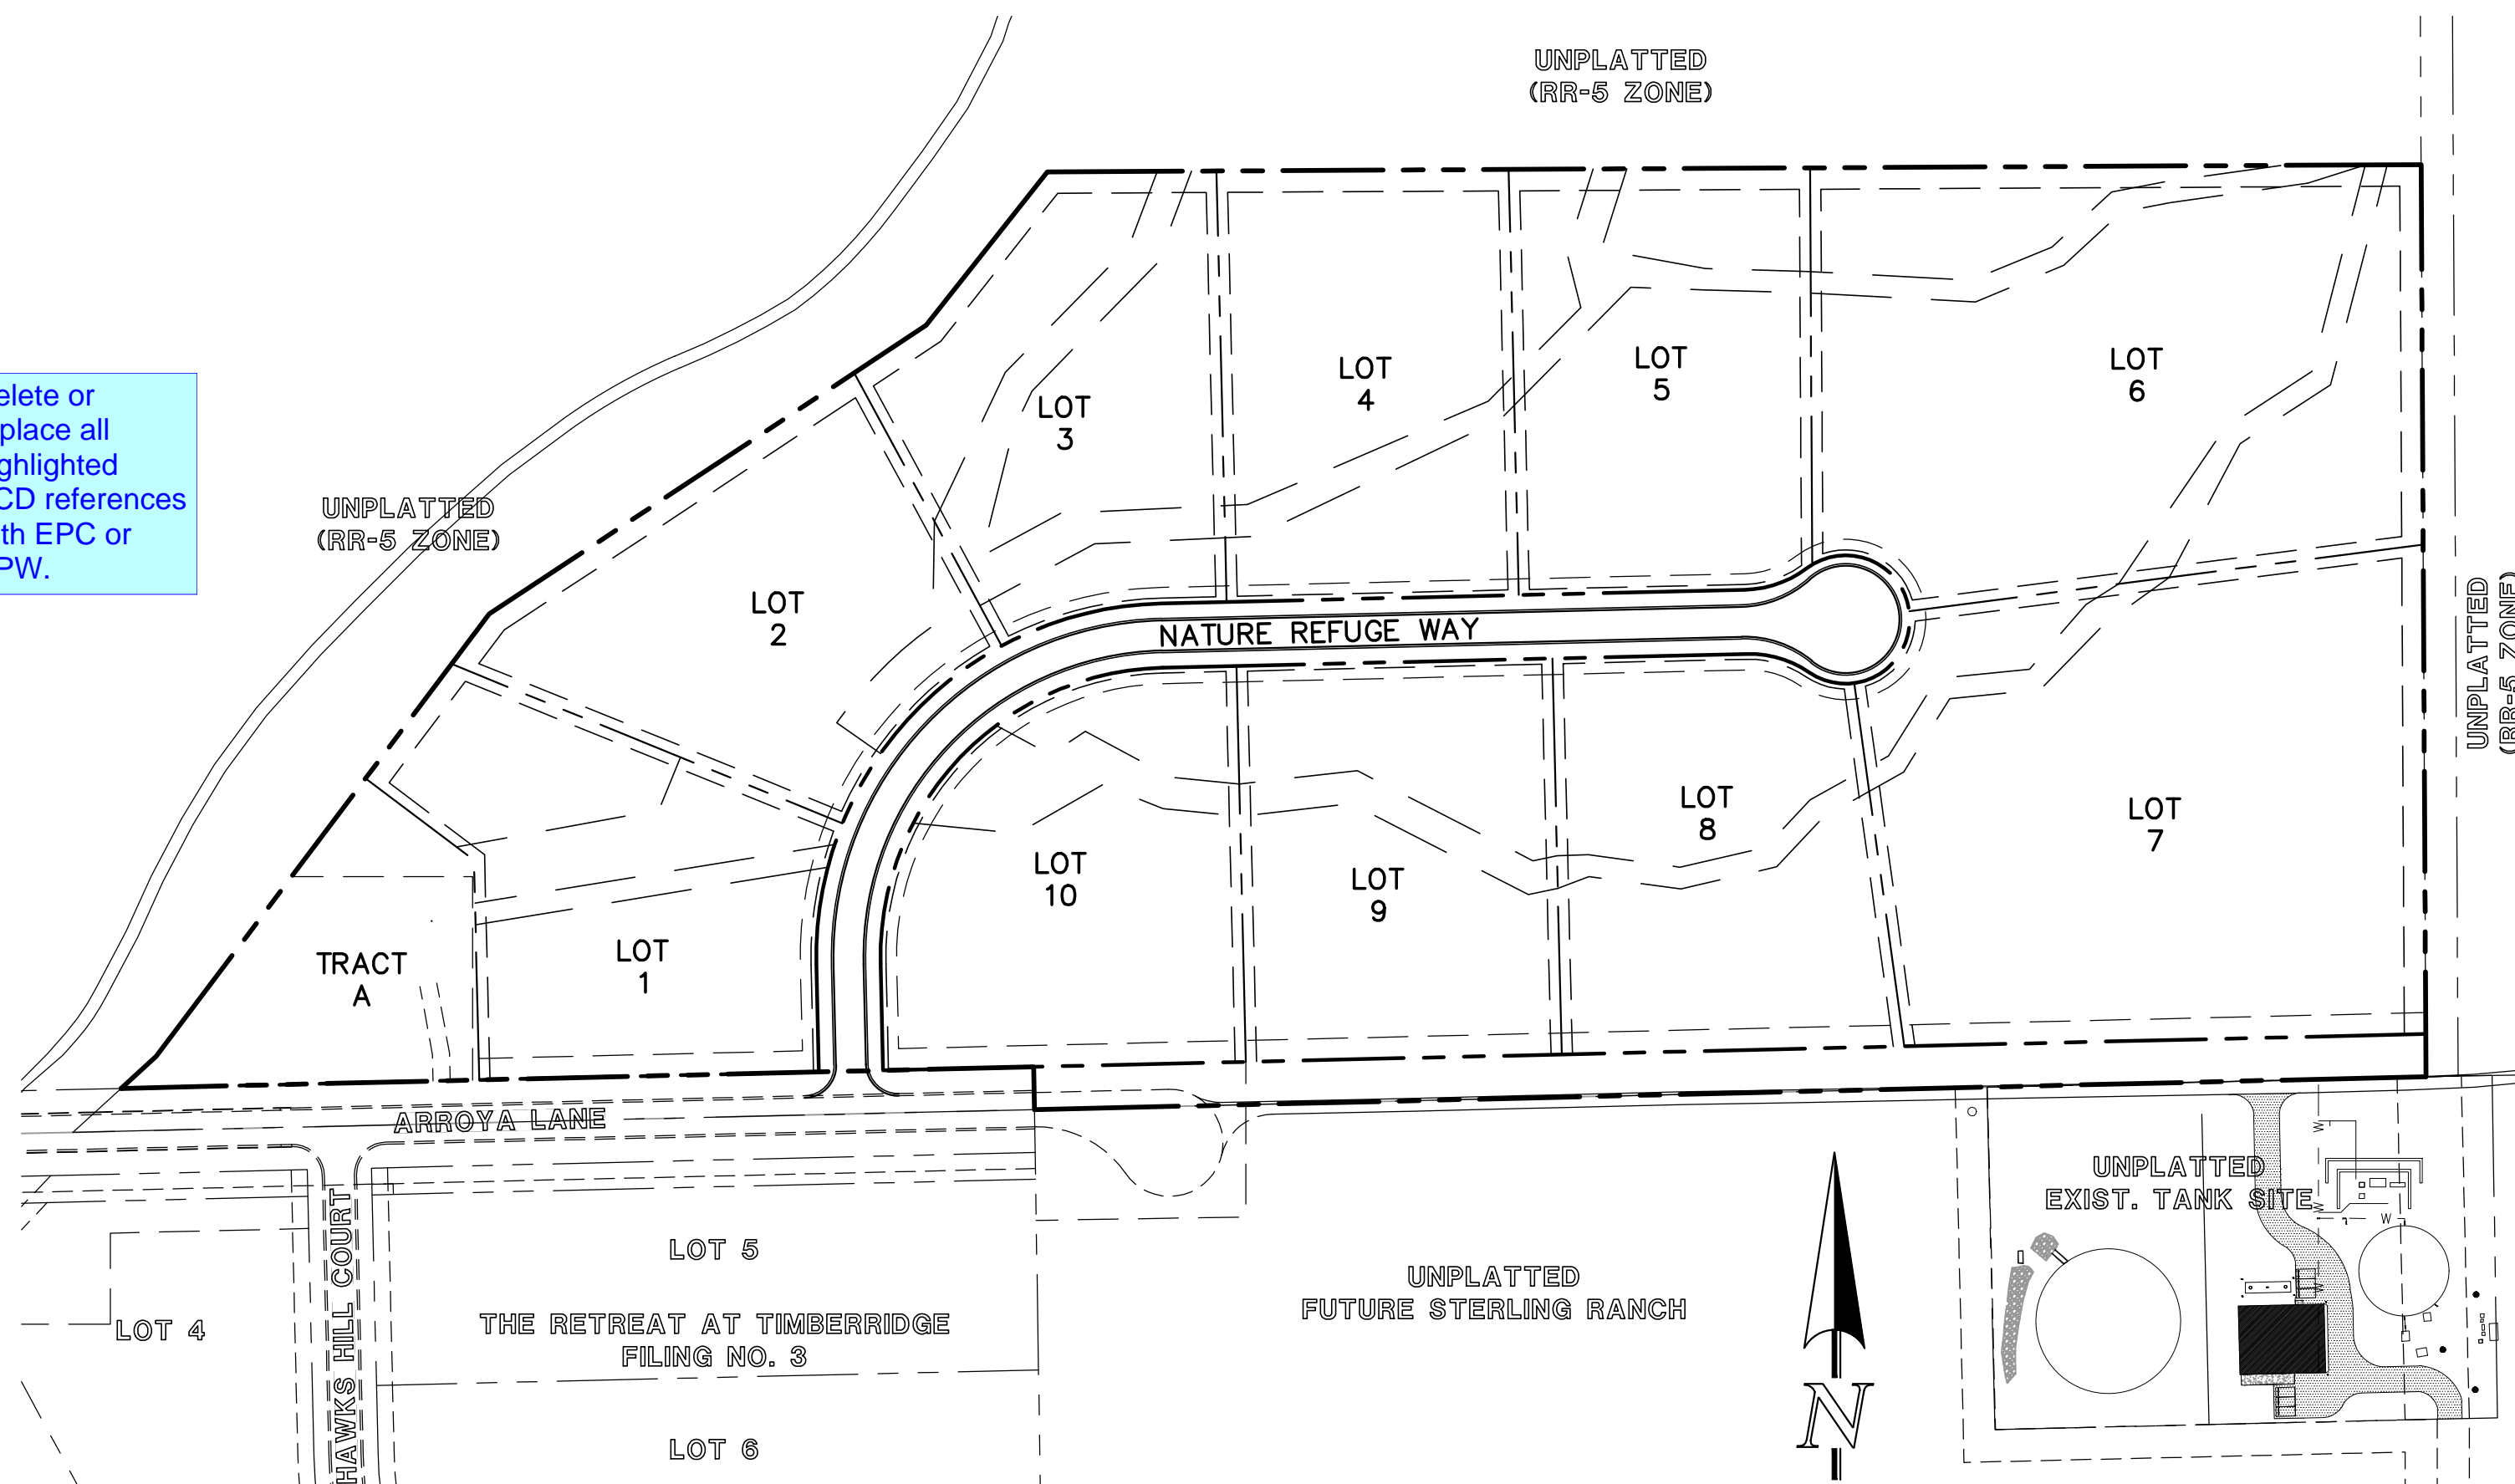 UNPLATTED
(RR-5 ZONE)
elete or
place all
ghlighted
CD references
th EPC or
PW.
UNPLATTED
(RR-5 ZONE)
LOT
3
LOT
4
LOT
5
LOT
6
LOT
2
NATURE REFUGE WAY
UNPLATTED
(RR-5 ZONE)
LOT
10
LOT
9
LOT
8
LOT
7
TRACT
A
LOT
1
ARROYA LANE
HAWKS HILL COURT
LOT 4
LOT 5
THE RETREAT AT TIMBERRIDGE
FILING NO. 3
LOT 6
UNPLATTED
FUTURE STERLING RANCH
N
UNPLATTED
EXIST. TANK SITE
W
W
W
W